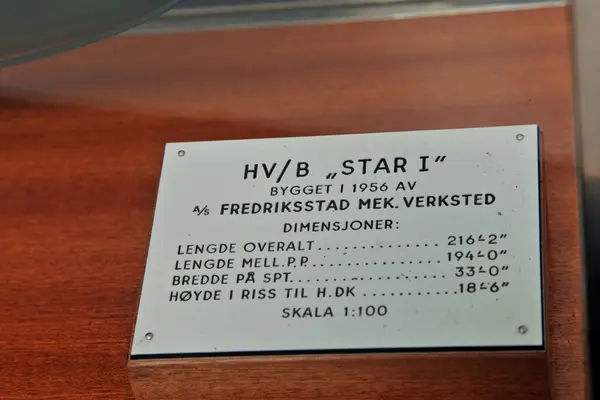 HV/B „STAR I"
BYGGET I 1956 AV
A/S FREDRIKSSTAD MEK. VERKSTED
DIMENSJONER:
LENGDE OVERALT............... 216'-2"
LENGDE MELL. P.P............... 194'-0"
BREDDE PÅ SPT................. 33'-0"
HØYDE I RISS TIL H.DK...........18'-6"
SKALA 1:100